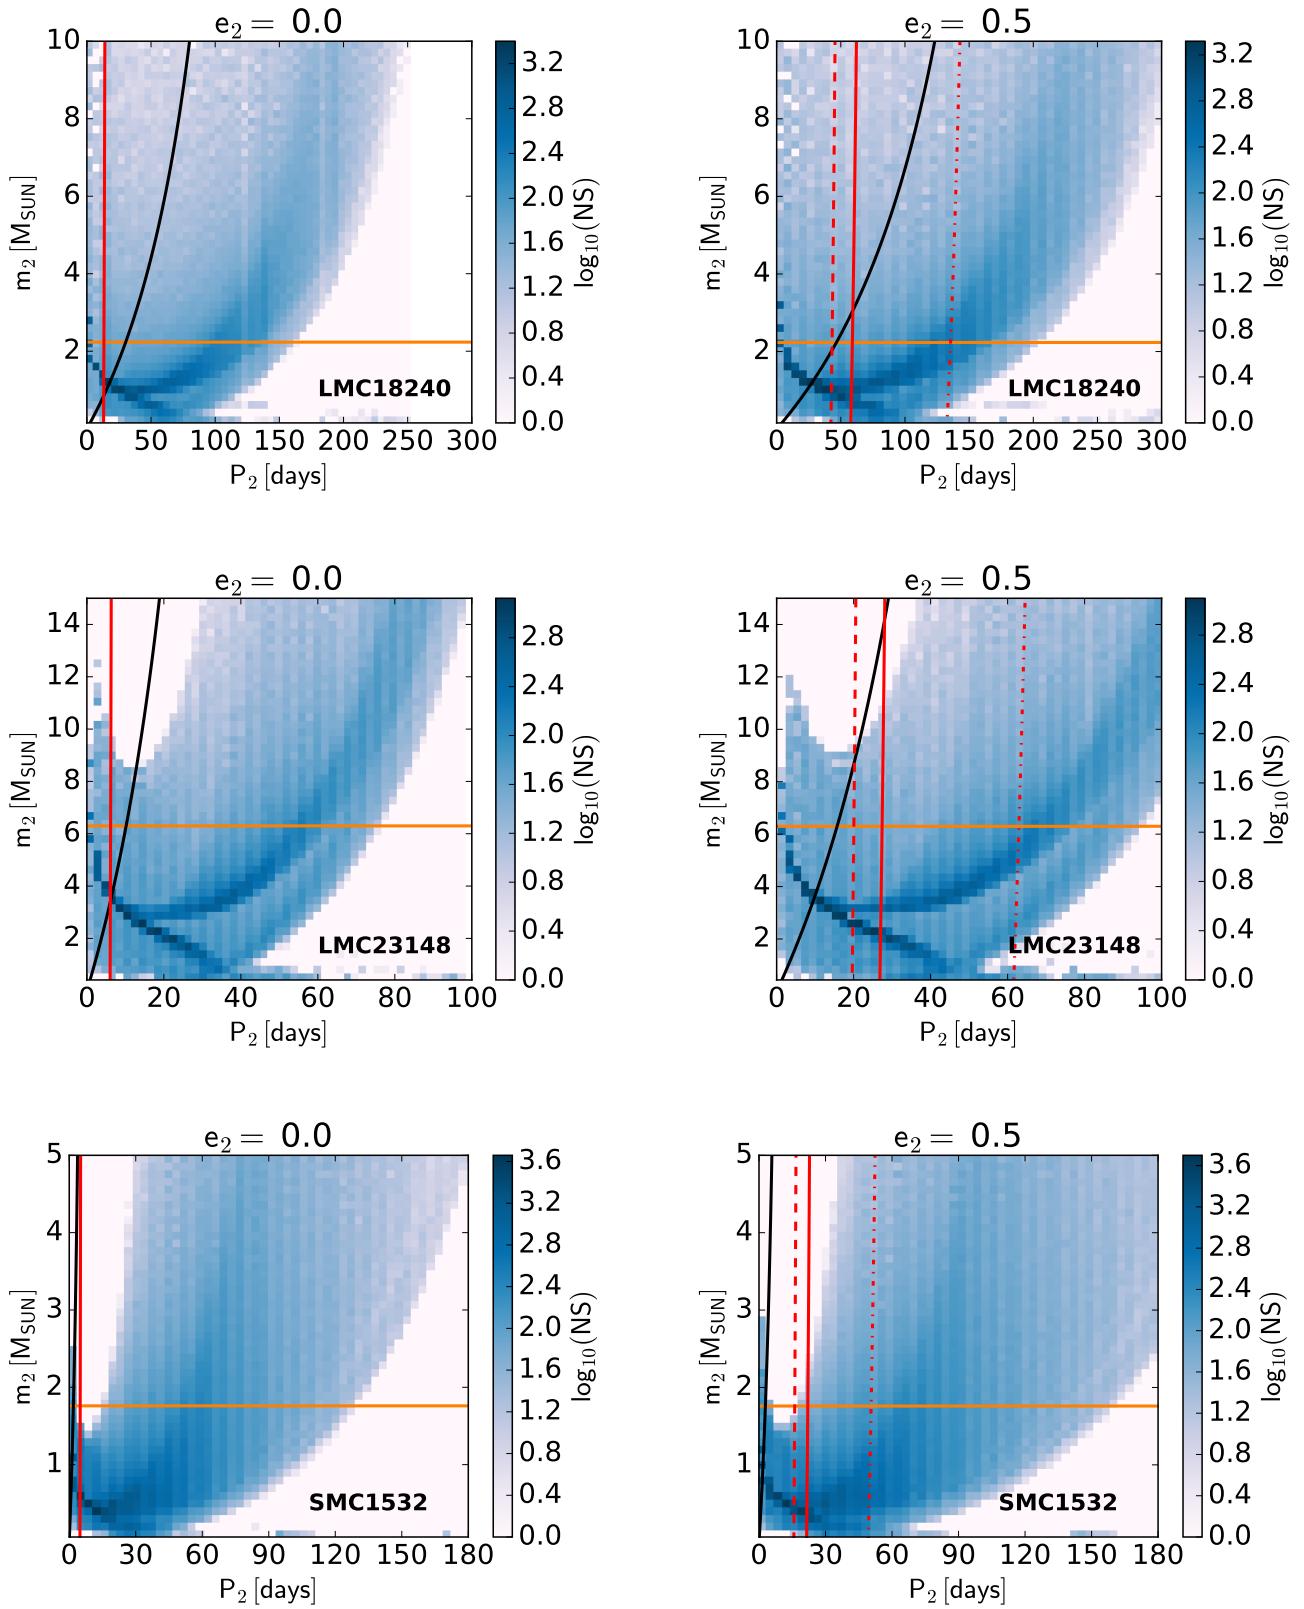 e₂ = 0.0
10
8
6
4
2
0 50 100 150 200 250 300
P₂ [days]
m₂ [M_SUN]
LMC18240
3.2
2.8
2.4
2.0
1.6
1.2
0.8
0.4
0.0
log₁₀(NS)
e₂ = 0.5
10
8
6
4
2
0 50 100 150 200 250 300
P₂ [days]
m₂ [M_SUN]
LMC18240
3.2
2.8
2.4
2.0
1.6
1.2
0.8
0.4
0.0
log₁₀(NS)
e₂ = 0.0
14
12
10
8
6
4
2
0 20 40 60 80 100
P₂ [days]
m₂ [M_SUN]
LMC23148
2.8
2.4
2.0
1.6
1.2
0.8
0.4
0.0
log₁₀(NS)
e₂ = 0.5
14
12
10
8
6
4
2
0 20 40 60 80 100
P₂ [days]
m₂ [M_SUN]
LMC23148
2.8
2.4
2.0
1.6
1.2
0.8
0.4
0.0
log₁₀(NS)
e₂ = 0.0
5
4
3
2
1
0 30 60 90 120 150 180
P₂ [days]
m₂ [M_SUN]
SMC1532
3.6
3.2
2.8
2.4
2.0
1.6
1.2
0.8
0.4
0.0
log₁₀(NS)
e₂ = 0.5
5
4
3
2
1
0 30 60 90 120 150 180
P₂ [days]
m₂ [M_SUN]
SMC1532
3.6
3.2
2.8
2.4
2.0
1.6
1.2
0.8
0.4
0.0
log₁₀(NS)